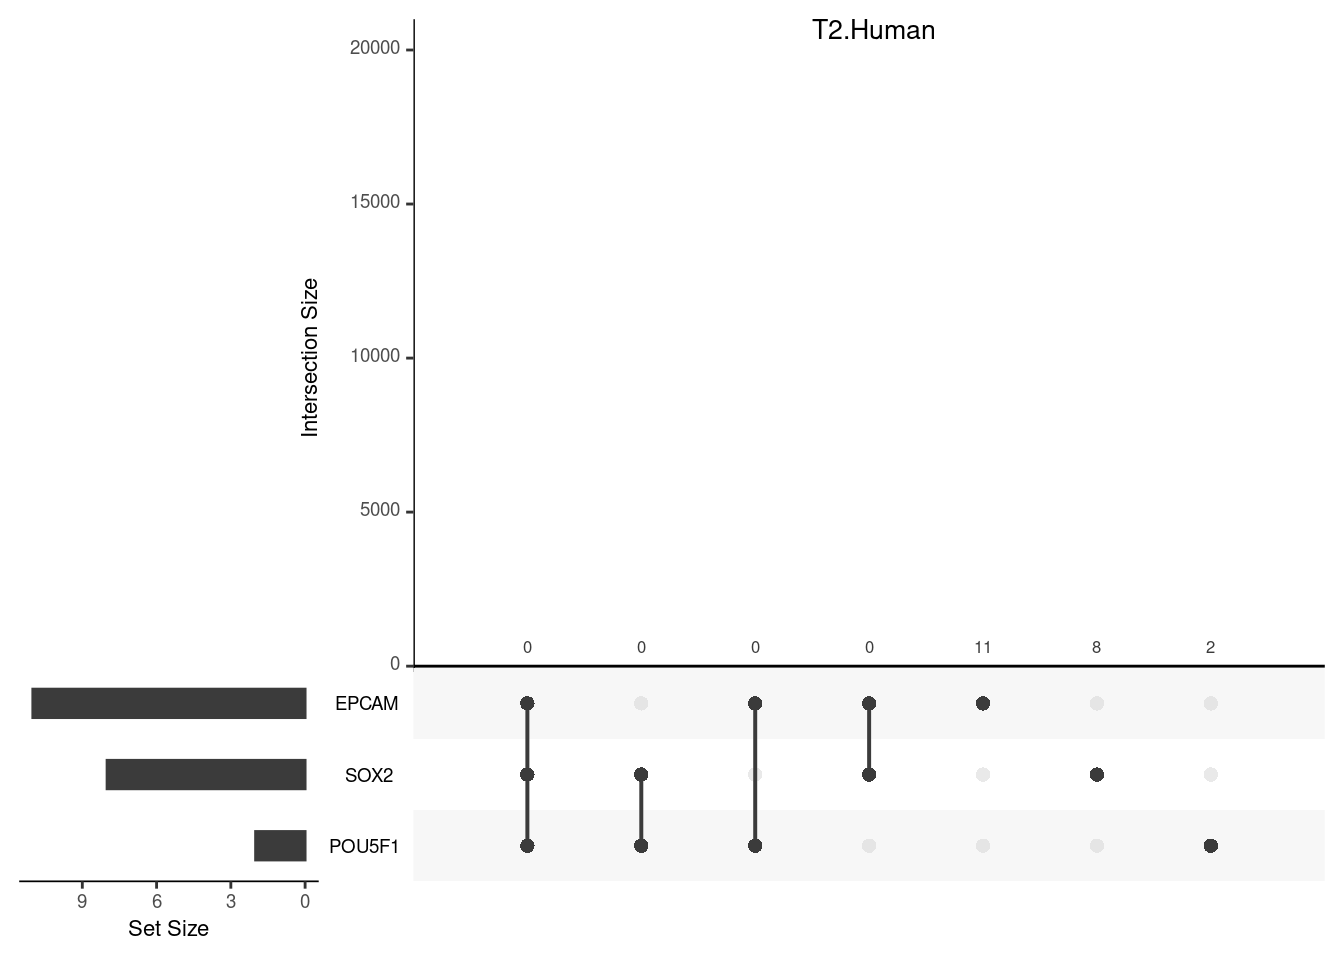 T2.Human
20000
15000
10000
5000
0
Intersection Size
0 0 0 0 11 8 2
EPCAM
SOX2
POU5F1
9 6 3 0
Set Size